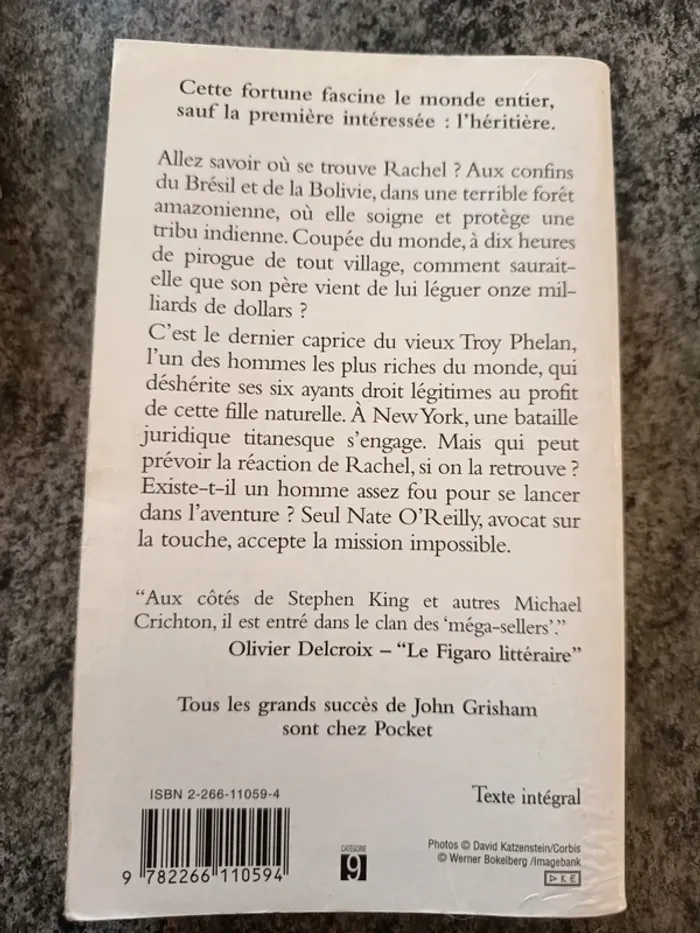 Cette fortune fascine le monde entier,
sauf la première intéressée : l'héritière.
Allez savoir où se trouve Rachel ? Aux confins
du Brésil et de la Bolivie, dans une terrible forêt
amazonienne, où elle soigne et protège une
tribu indienne. Coupée du monde, à dix heures
de pirogue de tout village, comment saurait-
elle que son père vient de lui léguer onze mil-
liards de dollars ?
C'est le dernier caprice du vieux Troy Phelan,
l'un des hommes les plus riches du monde, qui
déshérite ses six ayants droit légitimes au profit
de cette fille naturelle. À New York, une bataille
juridique titanesque s'engage. Mais qui peut
prévoir la réaction de Rachel, si on la retrouve ?
Existe-t-il un homme assez fou pour se lancer
dans l'aventure ? Seul Nate O'Reilly, avocat sur
la touche, accepte la mission impossible.
“Aux côtés de Stephen King et autres Michael
Crichton, il est entré dans le clan des ‘méga-sellers’.”
Olivier Delcroix – “Le Figaro littéraire”
Tous les grands succès de John Grisham
sont chez Pocket
ISBN 2-266-11059-4
Texte intégral
9 782266 110594
CATÉGORIE
9
Photos © David Katzenstein/Corbis
© Werner Bokelberg /Imagebank
DKE